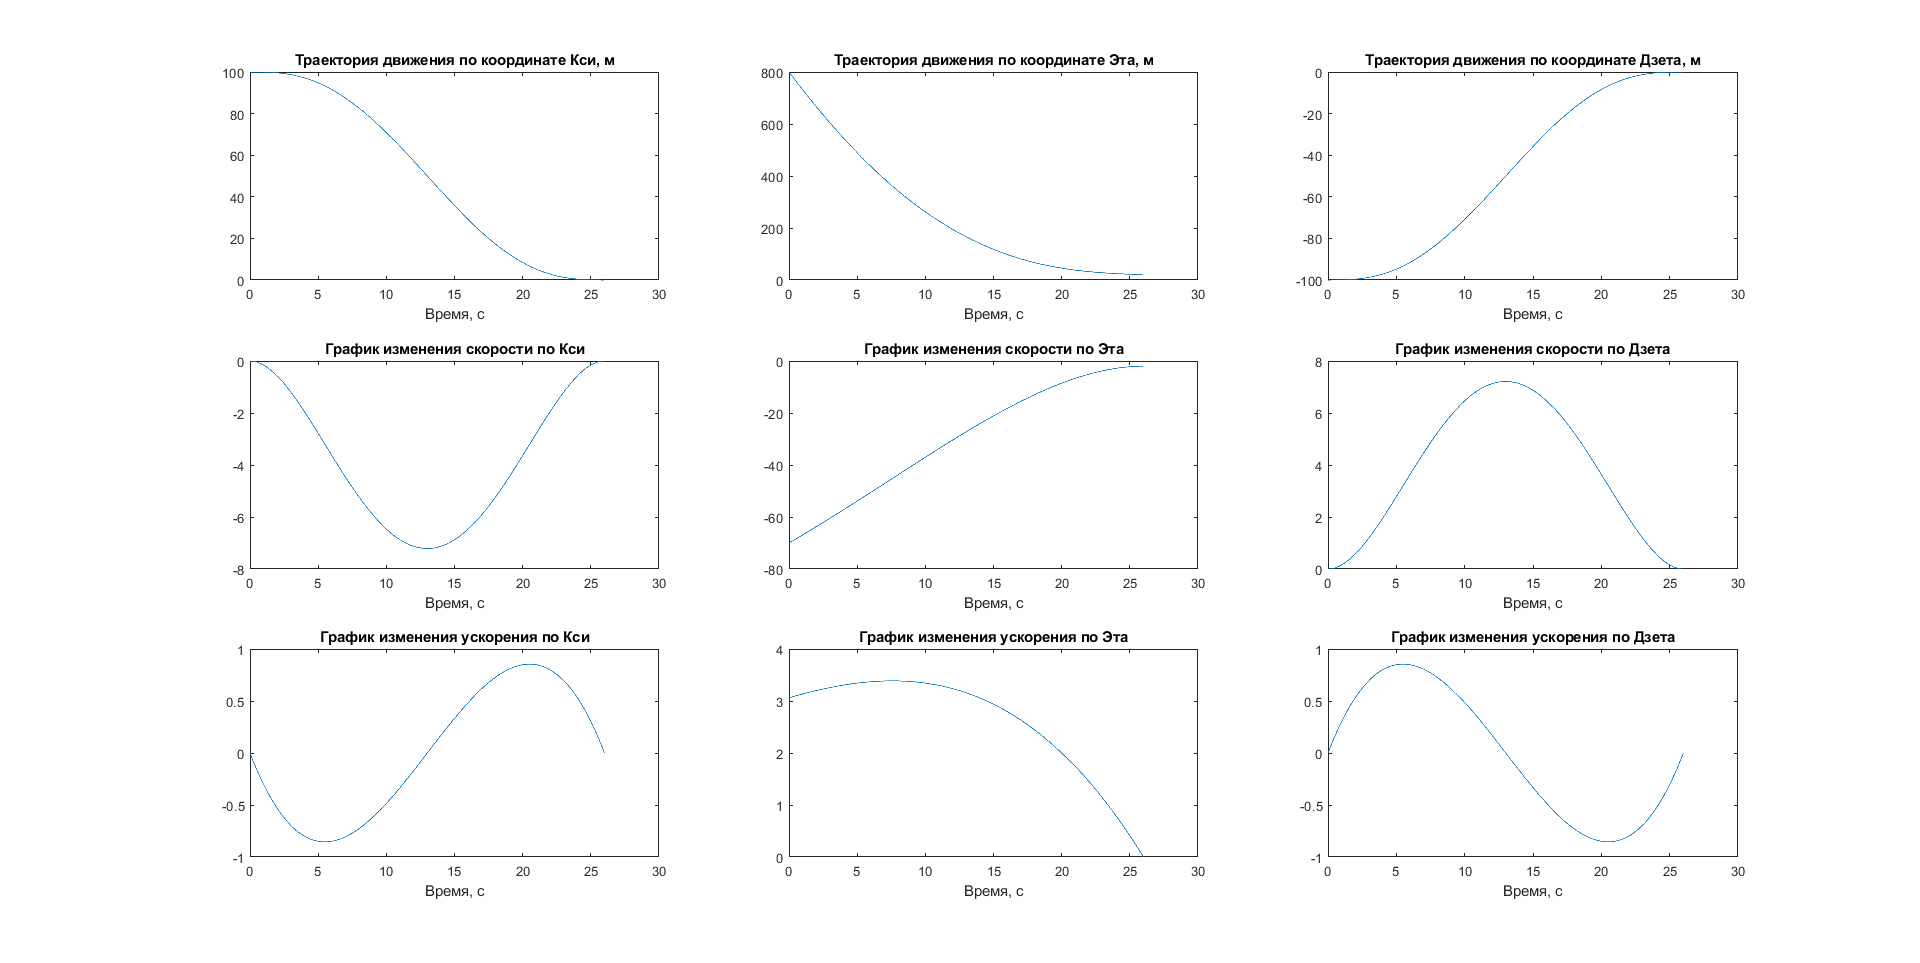 Траектория движения по координате Кси, м
100
80
60
40
20
0
0 5 10 15 20 25 30
Время, с
Траектория движения по координате Эта, м
800
600
400
200
0
0 5 10 15 20 25 30
Время, с
Траектория движения по координате Дзета, м
0
-20
-40
-60
-80
-100
0 5 10 15 20 25 30
Время, с
График изменения скорости по Кси
0
-2
-4
-6
-8
0 5 10 15 20 25 30
Время, с
График изменения скорости по Эта
0
-20
-40
-60
-80
0 5 10 15 20 25 30
Время, с
График изменения скорости по Дзета
8
6
4
2
0
0 5 10 15 20 25 30
Время, с
График изменения ускорения по Кси
1
0.5
0
-0.5
-1
0 5 10 15 20 25 30
Время, с
График изменения ускорения по Эта
4
3
2
1
0
0 5 10 15 20 25 30
Время, с
График изменения ускорения по Дзета
1
0.5
0
-0.5
-1
0 5 10 15 20 25 30
Время, с